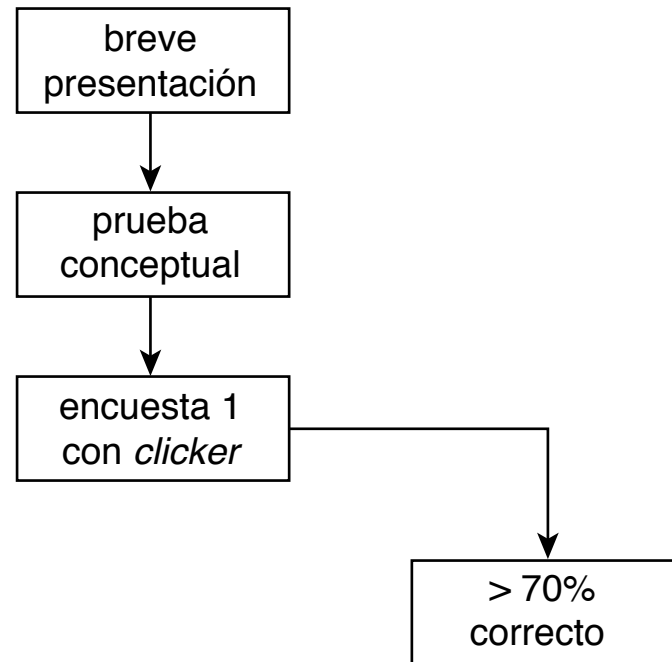 breve
presentación
prueba
conceptual
encuesta 1
con clicker
> 70%
correcto